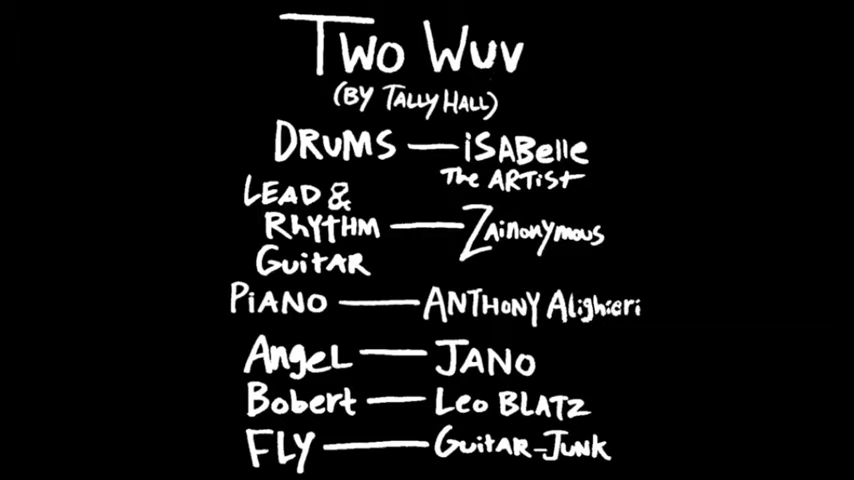 TWO WUV
(BY TALLY HALL)
DRUMS — iSABelle
The ARTiST
LEAD &
RhYTHM — Zainonymous
GUiTAR
PiANO — ANTHONY Alighieri
AngeL — JANO
Bobert — Leo BLATZ
FLY — GuiTAR-JUNK